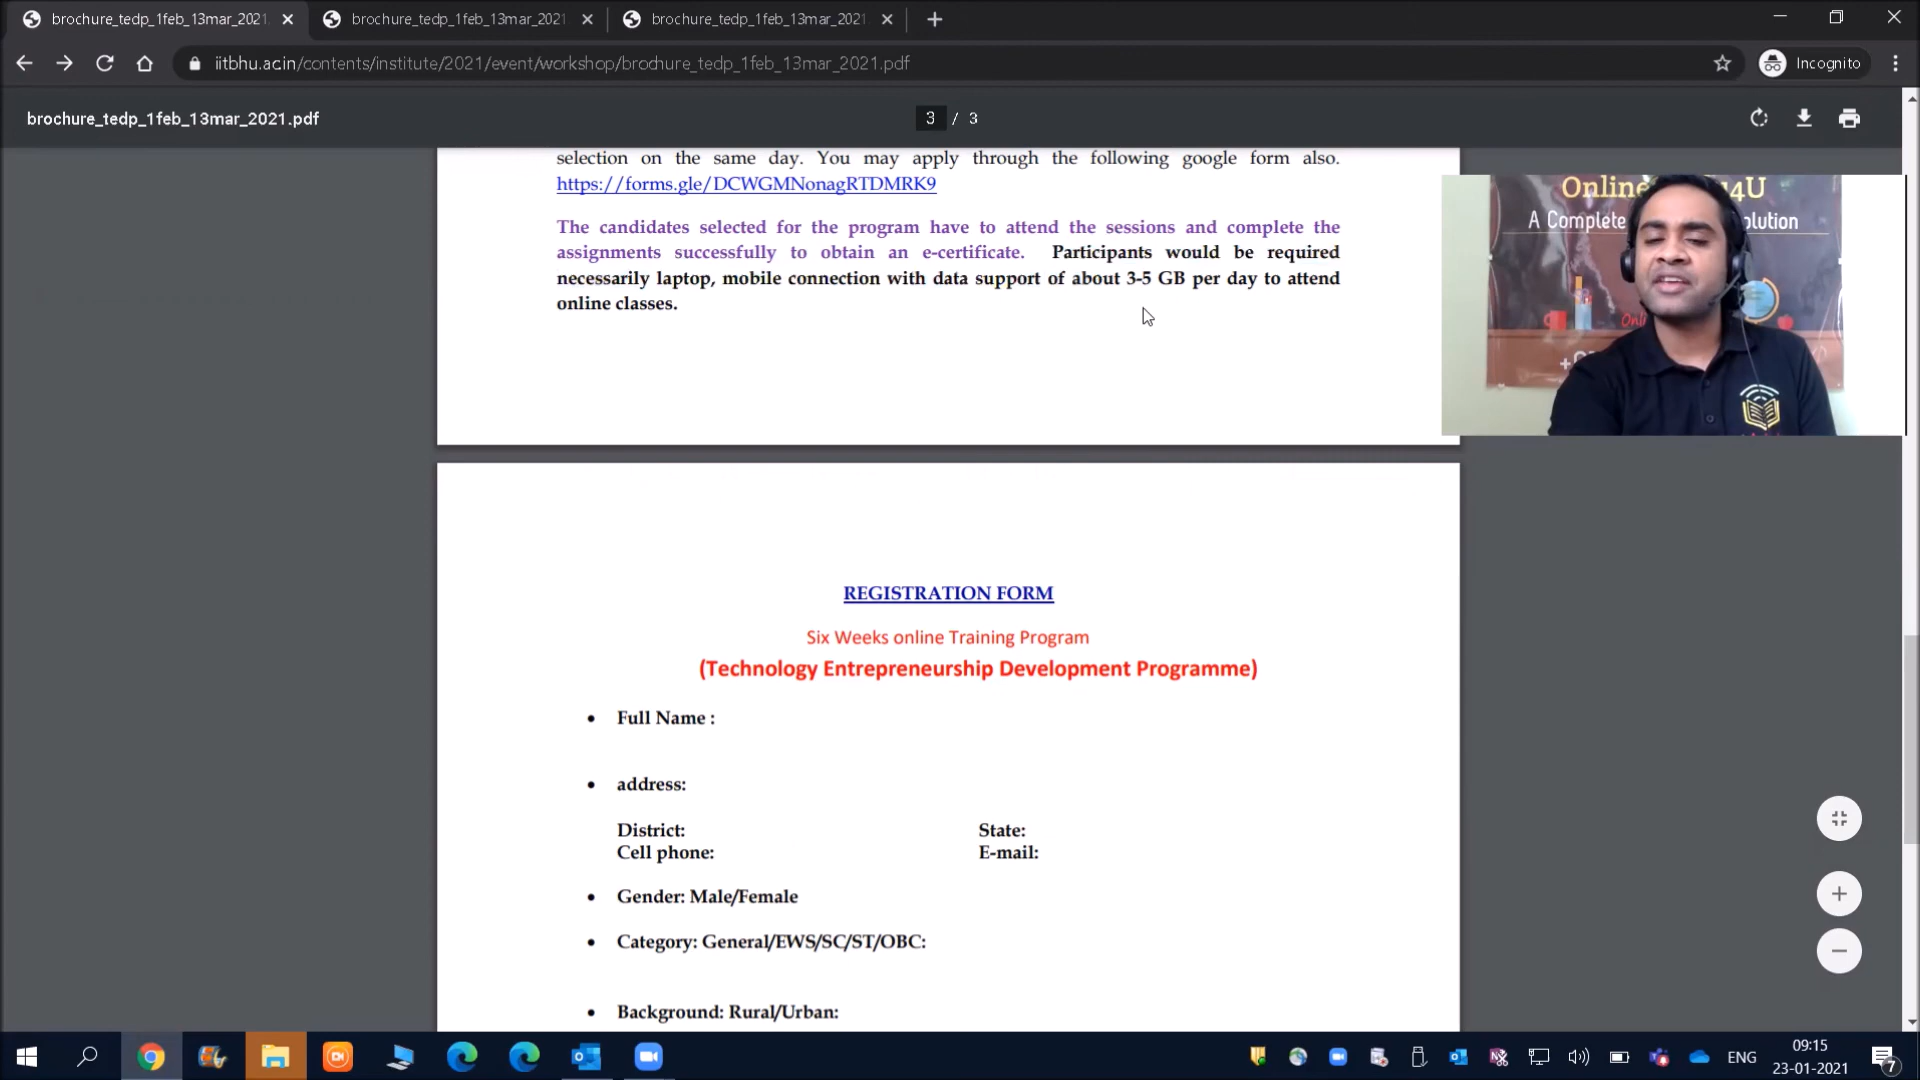 brochure_tedp_1feb_13mar_2021.
brochure_tedp_1feb_13mar_2021
brochure_tedp_1feb_13mar_2021
iitbhu.ac.in/contents/institute/2021/event/workshop/brochure_tedp_1feb_13mar_2021.pdf
Incognito
brochure_tedp_1feb_13mar_2021.pdf
3 / 3
selection on the same day. You may apply through the following google form also.
https://forms.gle/DCWGMNonagRTDMRK9
The candidates selected for the program have to attend the sessions and complete the
assignments successfully to obtain an e-certificate. Participants would be required
necessarily laptop, mobile connection with data support of about 3-5 GB per day to attend
online classes.
Online 4U
A Complete olution
REGISTRATION FORM
Six Weeks online Training Program
(Technology Entrepreneurship Development Programme)
• Full Name :
• address:
District: State:
Cell phone: E-mail:
• Gender: Male/Female
• Category: General/EWS/SC/ST/OBC:
• Background: Rural/Urban:
ENG
09:15
23-01-2021
7